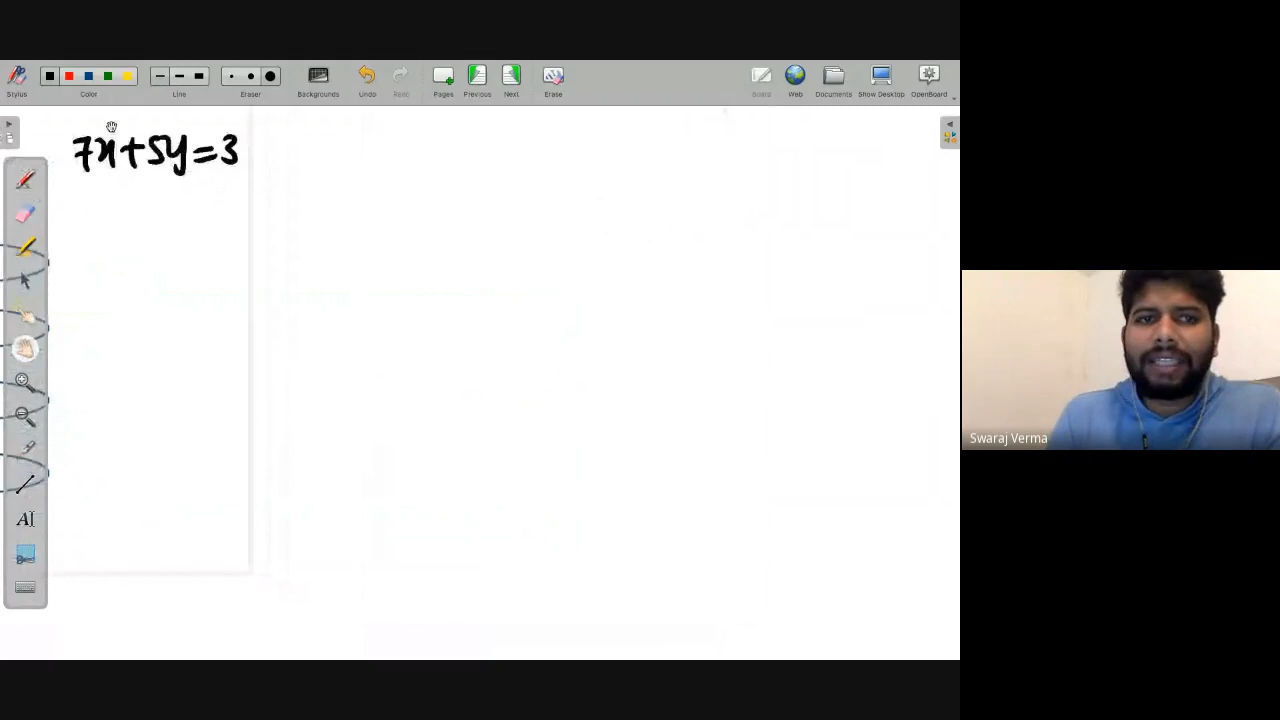 Stylus Color Line Eraser Backgrounds Undo Redo Pages Previous Next Erase Board Web Documents Show Desktop OpenBoard
7x+5y=3
AI
Swaraj Verma